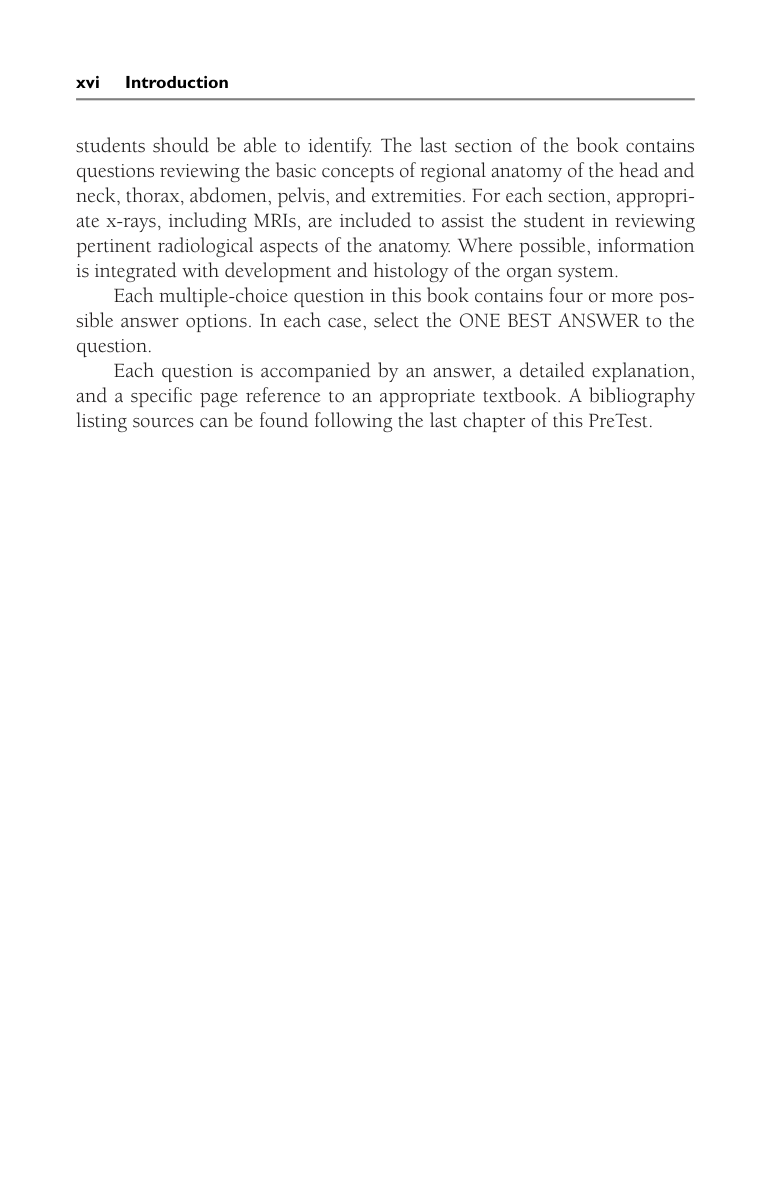 xvi Introduction
students should be able to identify. The last section of the book contains
questions reviewing the basic concepts of regional anatomy of the head and
neck, thorax, abdomen, pelvis, and extremities. For each section, appropri-
ate x-rays, including MRIs, are included to assist the student in reviewing
pertinent radiological aspects of the anatomy. Where possible, information
is integrated with development and histology of the organ system.
Each multiple-choice question in this book contains four or more pos-
sible answer options. In each case, select the ONE BEST ANSWER to the
question.
Each question is accompanied by an answer, a detailed explanation,
and a specific page reference to an appropriate textbook. A bibliography
listing sources can be found following the last chapter of this PreTest.